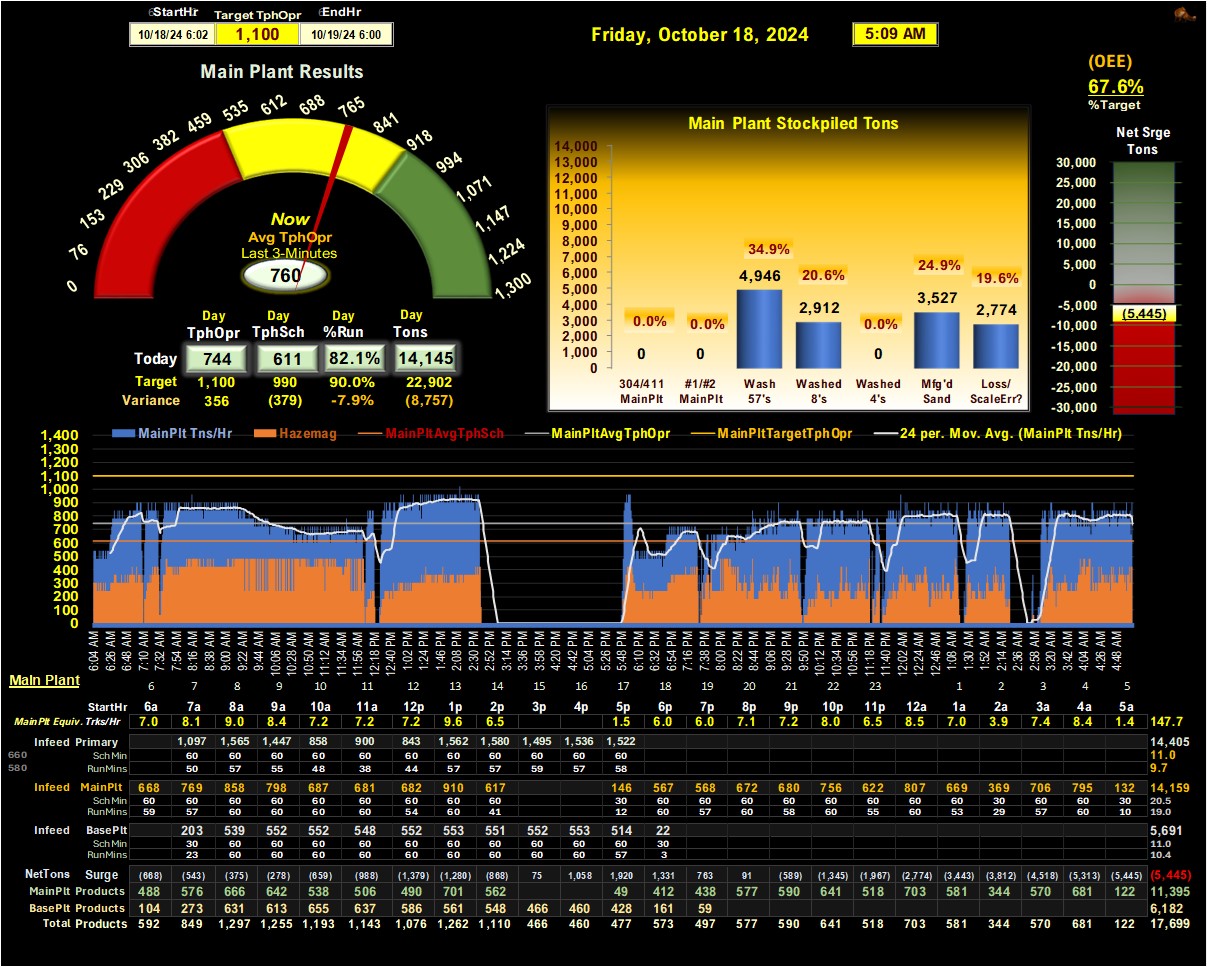 StartHr Target TphOpr EndHr
10/18/24 6:02 1,100 10/19/24 6:00
Friday, October 18, 2024 5:09 AM
(OEE)
67.6%
%Target
Main Plant Results
0 76 153 229 306 382 459 535 612 688 765 841 918 994 1,071 1,147 1,224 1,300
Now
Avg TphOpr
Last 3-Minutes
760
Day Day Day Day
TphOpr TphSch %Run Tons
Today 744 611 82.1% 14,145
Target 1,100 990 90.0% 22,902
Variance 356 (379) -7.9% (8,757)
Main Plant Stockpiled Tons
14,000
13,000
12,000
11,000
10,000
9,000
8,000
7,000
6,000
5,000
4,000
3,000
2,000
1,000
0
0.0% 0.0% 34.9% 20.6% 0.0% 24.9% 19.6%
0 0 4,946 2,912 0 3,527 2,774
304/411 #1/#2 Wash Washed Washed Mfg'd Loss/
MainPlt MainPlt 57's 8's 4's Sand ScaleErr?
Net Srge
Tons
30,000
25,000
20,000
15,000
10,000
5,000
0
-5,000
(5,445)
-10,000
-15,000
-20,000
-25,000
-30,000
MainPlt Tns/Hr Hazemag MainPltAvgTphSch MainPltAvgTphOpr MainPltTargetTphOpr 24 per. Mov. Avg. (MainPlt Tns/Hr)
1,400
1,300
1,200
1,100
1,000
900
800
700
600
500
400
300
200
100
0
6:04 AM 6:26 AM 6:48 AM 7:10 AM 7:32 AM 7:54 AM 8:16 AM 8:38 AM 9:00 AM 9:22 AM 9:44 AM 10:06 AM 10:28 AM 10:50 AM 11:12 AM 11:34 AM 11:56 AM 12:18 PM 12:40 PM 1:02 PM 1:24 PM 1:46 PM 2:08 PM 2:30 PM 2:52 PM 3:14 PM 3:36 PM 3:58 PM 4:20 PM 4:42 PM 5:04 PM 5:26 PM 5:48 PM 6:10 PM 6:32 PM 6:54 PM 7:16 PM 7:38 PM 8:00 PM 8:22 PM 8:44 PM 9:06 PM 9:28 PM 9:50 PM 10:12 PM 10:34 PM 10:56 PM 11:18 PM 11:40 PM 12:02 AM 12:24 AM 12:46 AM 1:08 AM 1:30 AM 1:52 AM 2:14 AM 2:36 AM 2:58 AM 3:20 AM 3:42 AM 4:04 AM 4:26 AM 4:48 AM
Main Plant 6 7 8 9 10 11 12 13 14 15 16 17 18 19 20 21 22 23 1 2 3 4 5
StartHr 6a 7a 8a 9a 10a 11a 12p 1p 2p 3p 4p 5p 6p 7p 8p 9p 10p 11p 12a 1a 2a 3a 4a 5a
MainPlt Equiv. Trks/Hr 7.0 8.1 9.0 8.4 7.2 7.2 7.2 9.6 6.5 1.5 6.0 6.0 7.1 7.2 8.0 6.5 8.5 7.0 3.9 7.4 8.4 1.4 147.7
Infeed Primary 1,097 1,565 1,447 858 900 843 1,562 1,580 1,495 1,536 1,522 14,405
660 Sch Min 60 60 60 60 60 60 60 60 60 60 60 11.0
580 RunMins 50 57 55 48 38 44 57 57 59 57 58 9.7
Infeed MainPlt 668 769 858 798 687 681 682 910 617 146 567 568 672 680 756 622 807 669 369 706 795 132 14,159
Sch Min 60 60 60 60 60 60 60 60 60 30 60 60 60 60 60 60 60 60 30 60 60 30 20.5
RunMins 59 57 60 60 60 60 54 60 41 12 60 57 60 58 60 55 60 53 29 57 60 10 19.0
Infeed BasePlt 203 539 552 552 548 552 553 551 552 553 514 22 5,691
Sch Min 30 60 60 60 60 60 60 60 60 60 60 30 11.0
RunMins 23 60 60 60 60 60 60 60 60 60 57 3 10.4
NetTons Surge (668) (543) (375) (278) (659) (988) (1,379) (1,280) (868) 75 1,058 1,920 1,331 763 91 (589) (1,345) (1,967) (2,774) (3,443) (3,812) (4,518) (5,313) (5,445) (5,445)
MainPlt Products 488 576 666 642 538 506 490 701 562 49 412 438 577 590 641 518 703 581 344 570 681 122 11,395
BasePlt Products 104 273 631 613 655 637 586 561 548 466 460 428 161 59 6,182
Total Products 592 849 1,297 1,255 1,193 1,143 1,076 1,262 1,110 466 460 477 573 497 577 590 641 518 703 581 344 570 681 122 17,699